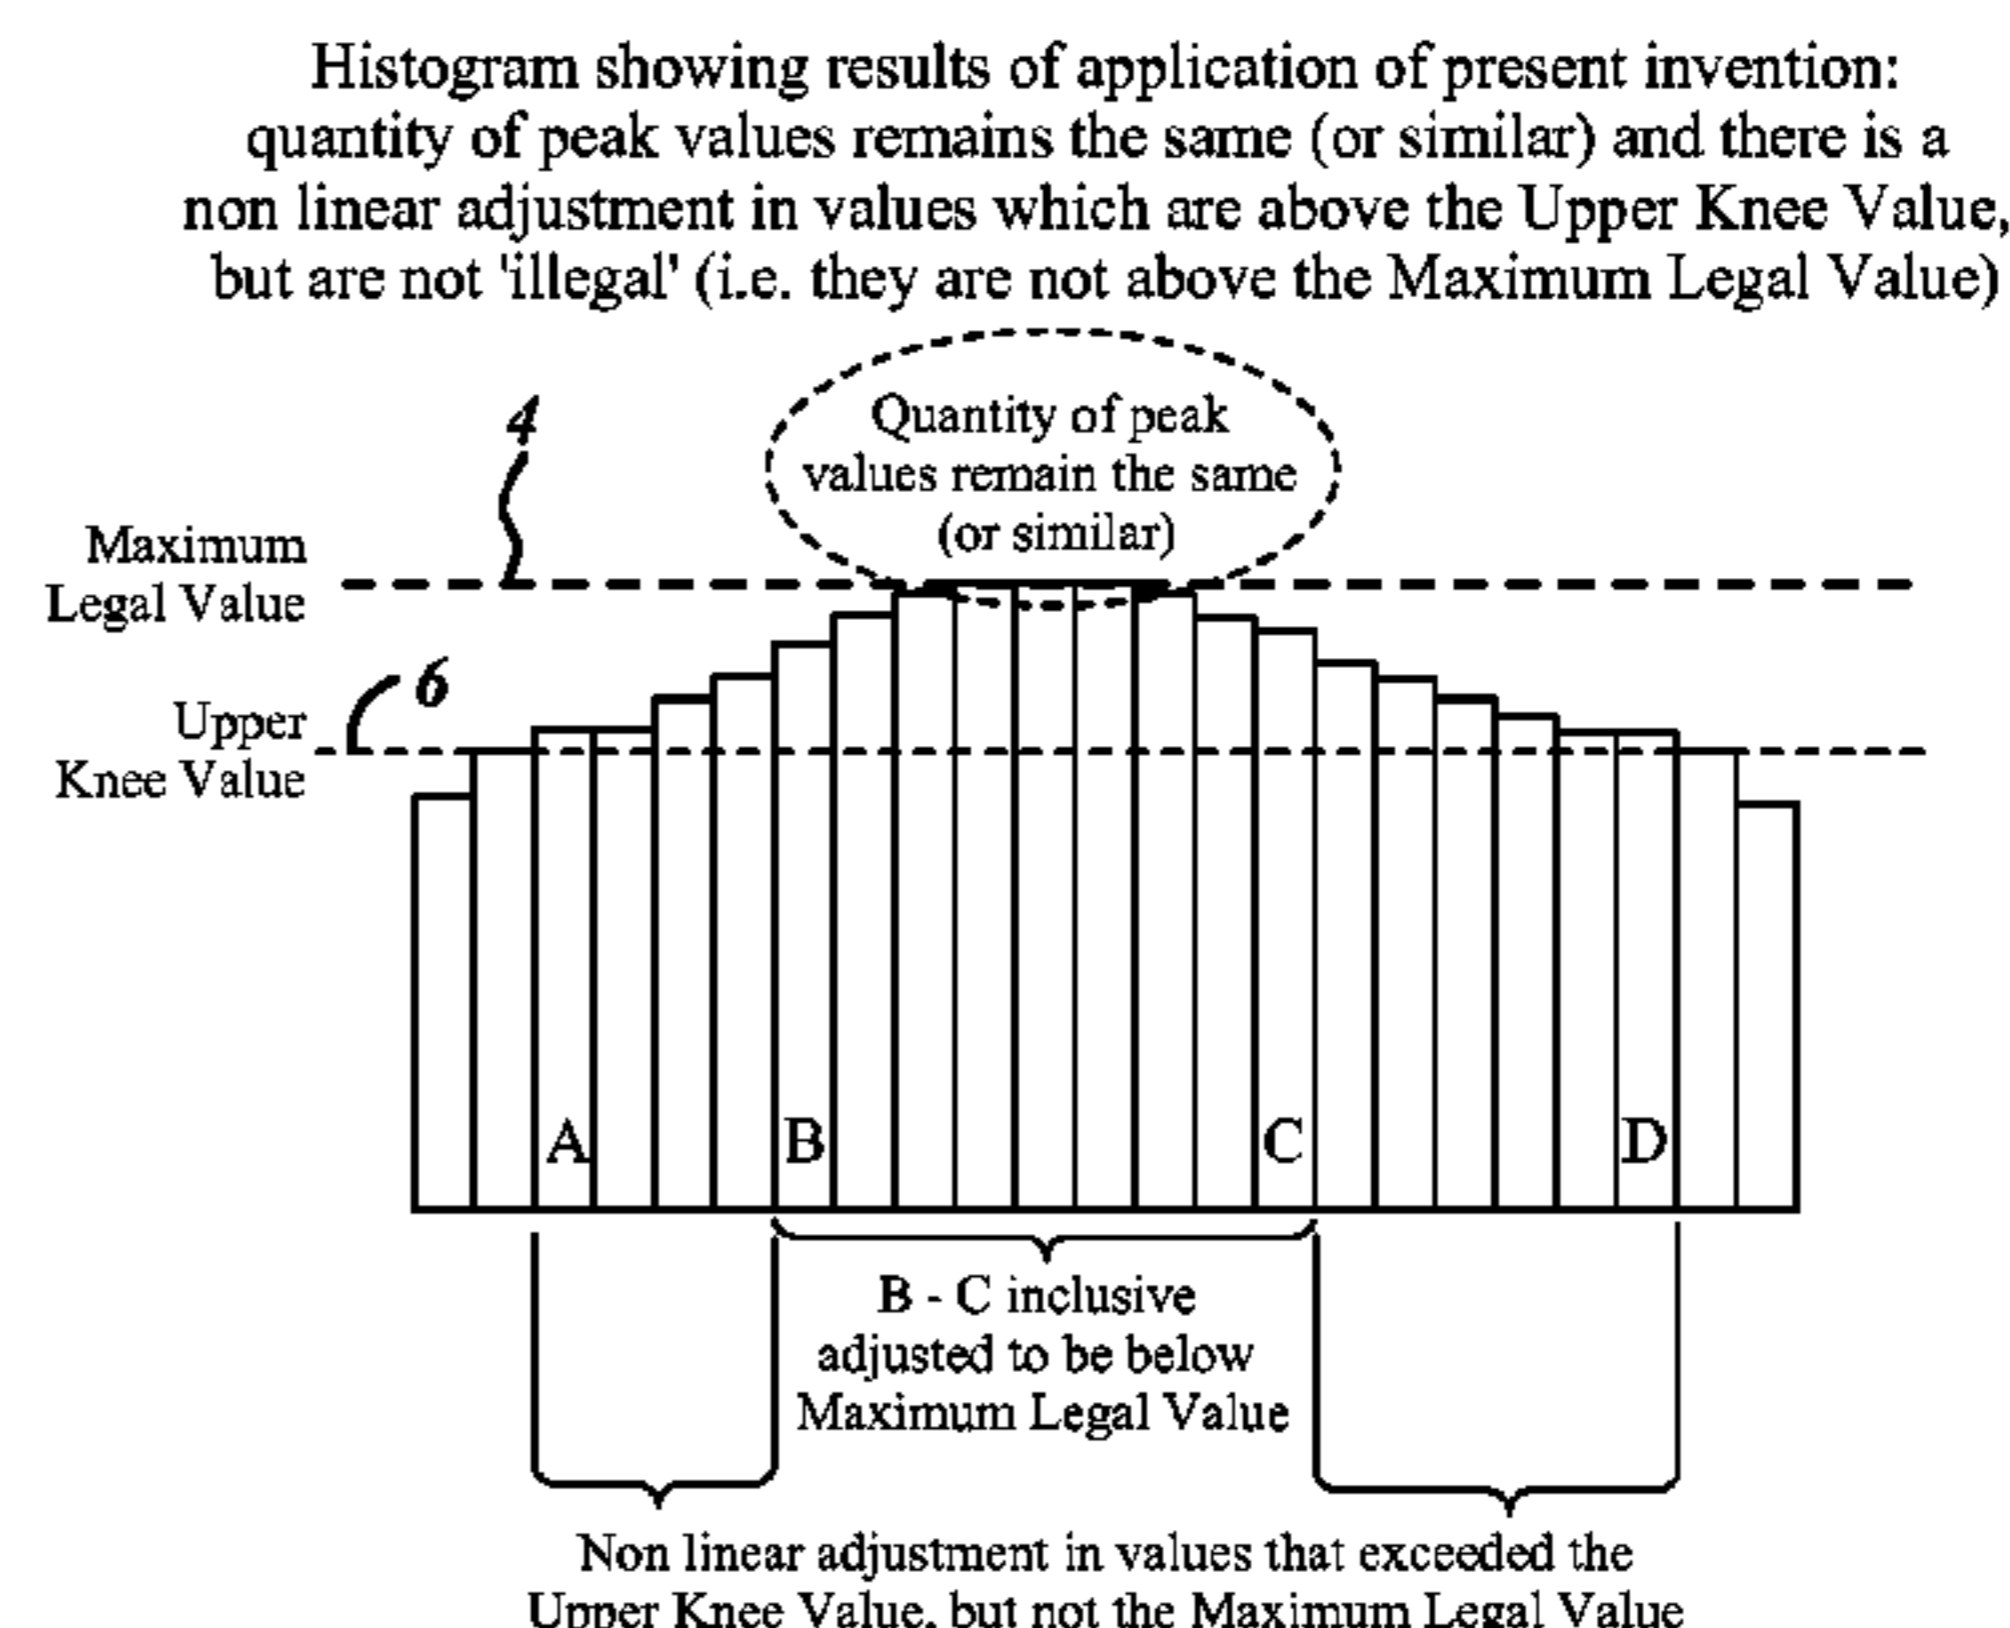 Histogram showing results of application of present invention:
quantity of peak values remains the same (or similar) and there is a
non linear adjustment in values which are above the Upper Knee Value,
but are not 'illegal' (i.e. they are not above the Maximum Legal Value)
4
Quantity of peak
values remain the same
(or similar)
Maximum
Legal Value
6
Upper
Knee Value
A B C D
B - C inclusive
adjusted to be below
Maximum Legal Value
Non linear adjustment in values that exceeded the
Upper Knee Value, but not the Maximum Legal Value